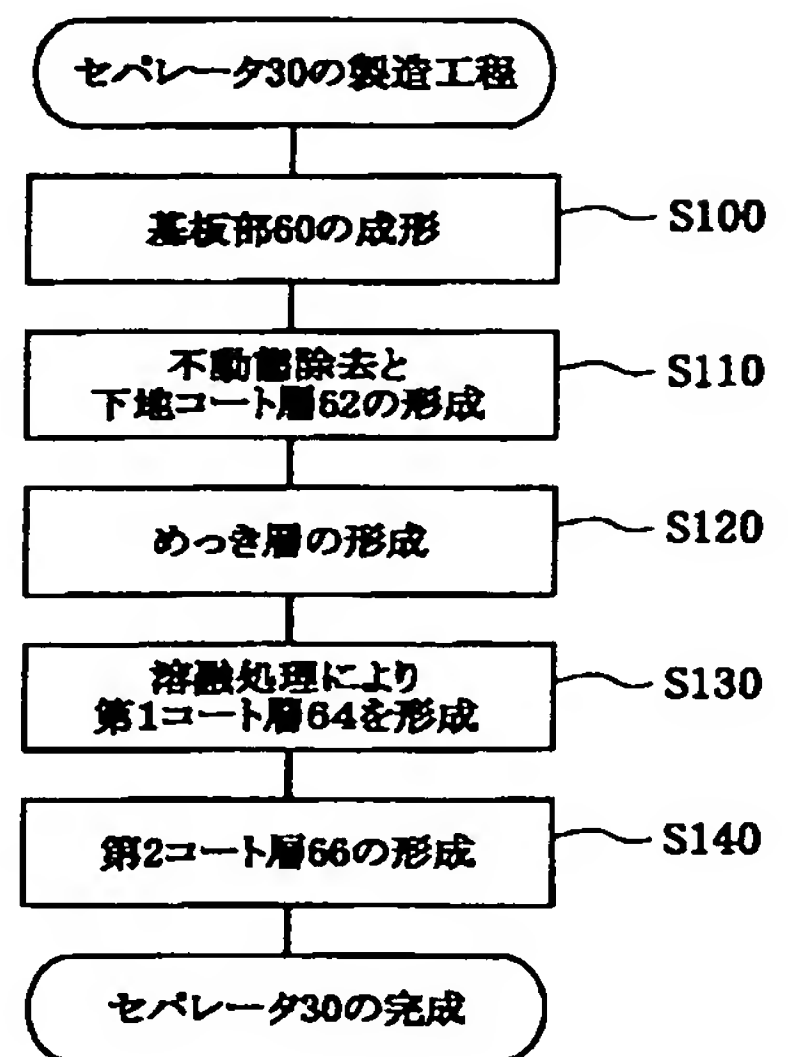 セパレータ30の製造工程
基板部60の成形
S100
不動態除去と
下地コート層62の形成
S110
めっき層の形成
S120
溶融処理により
第1コート層64を形成
S130
第2コート層66の形成
S140
セパレータ30の完成